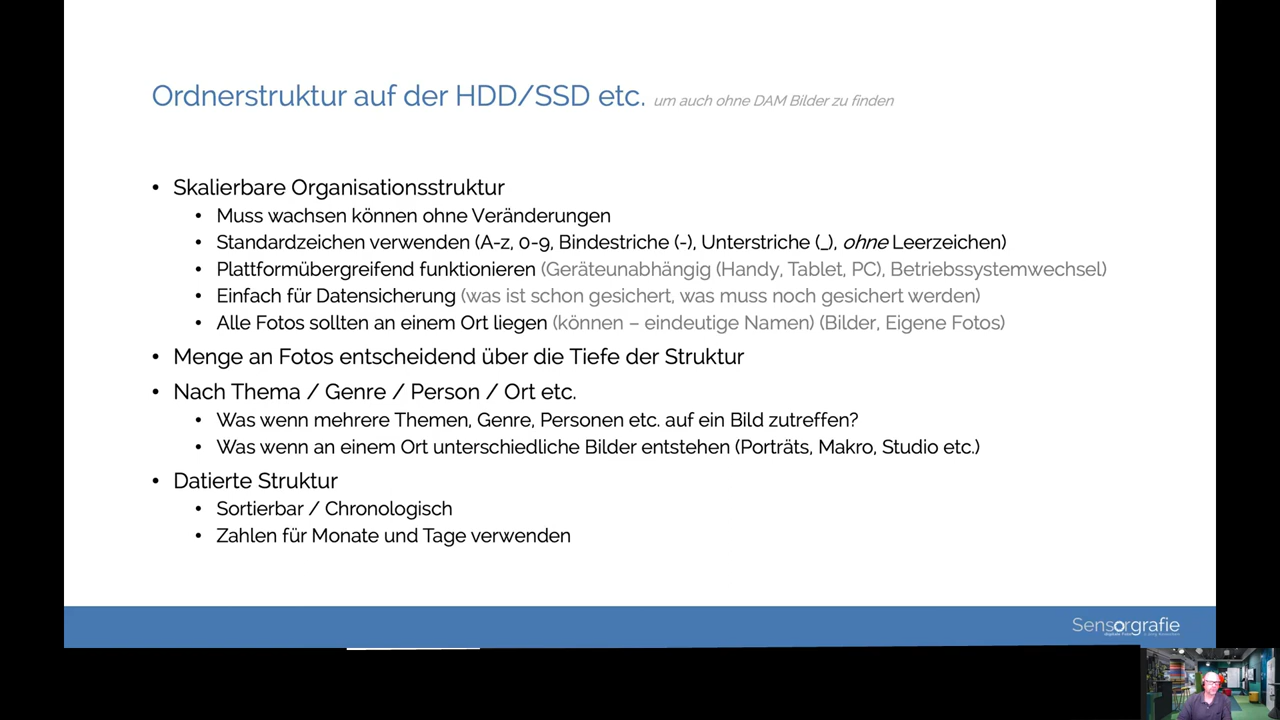 Ordnerstruktur auf der HDD/SSD etc. um auch ohne DAM Bilder zu finden
• Skalierbare Organisationsstruktur
• Muss wachsen können ohne Veränderungen
• Standardzeichen verwenden (A-z, 0-9, Bindestriche (-), Unterstriche (_), ohne Leerzeichen)
• Plattformübergreifend funktionieren (Geräteunabhängig (Handy, Tablet, PC), Betriebssystemwechsel)
• Einfach für Datensicherung (was ist schon gesichert, was muss noch gesichert werden)
• Alle Fotos sollten an einem Ort liegen (können – eindeutige Namen) (Bilder, Eigene Fotos)
• Menge an Fotos entscheidend über die Tiefe der Struktur
• Nach Thema / Genre / Person / Ort etc.
• Was wenn mehrere Themen, Genre, Personen etc. auf ein Bild zutreffen?
• Was wenn an einem Ort unterschiedliche Bilder entstehen (Porträts, Makro, Studio etc.)
• Datierte Struktur
• Sortierbar / Chronologisch
• Zahlen für Monate und Tage verwenden
Sensorgrafie